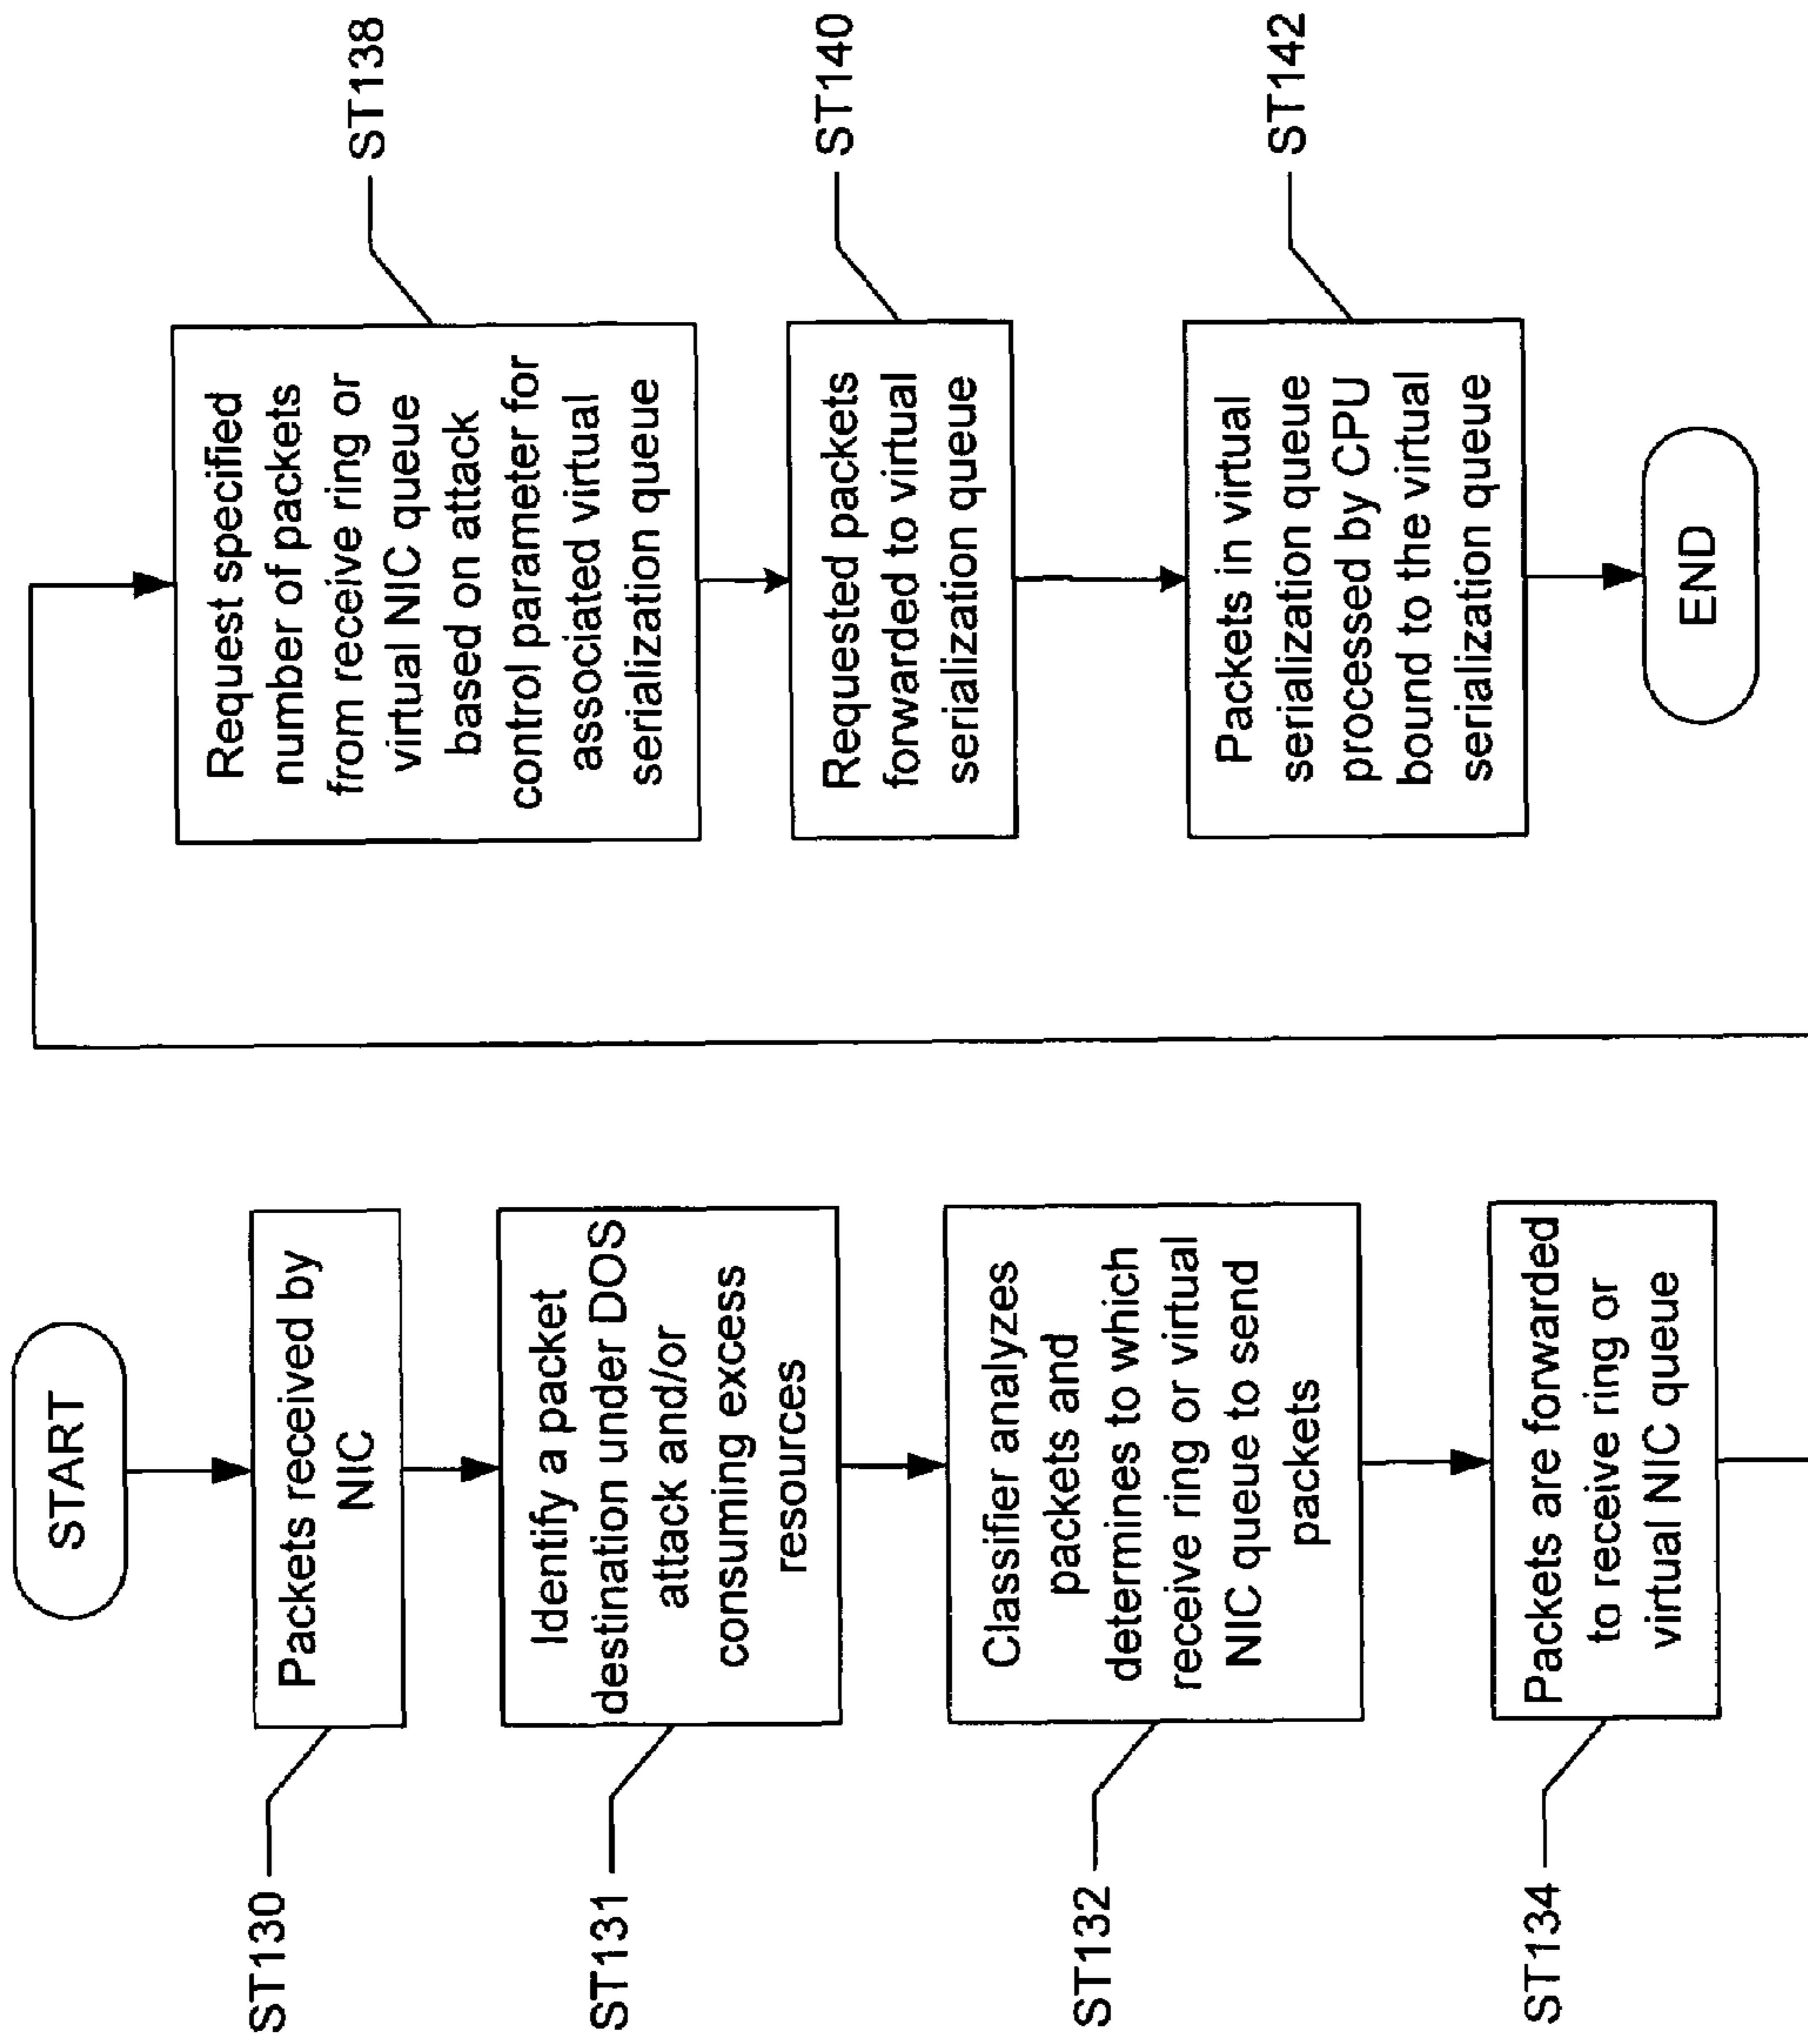 START
ST130
Packets received by
NIC
ST131
Identify a packet
destination under DOS
attack and/or
consuming excess
resources
ST132
Classifier analyzes
packets and
determines to which
receive ring or virtual
NIC queue to send
packets
ST134
Packets are forwarded
to receive ring or
virtual NIC queue
ST138
Request specified
number of packets
from receive ring or
virtual NIC queue
based on attack
control parameter for
associated virtual
serialization queue
ST140
Requested packets
forwarded to virtual
serialization queue
ST142
Packets in virtual
serialization queue
processed by CPU
bound to the virtual
serialization queue
END